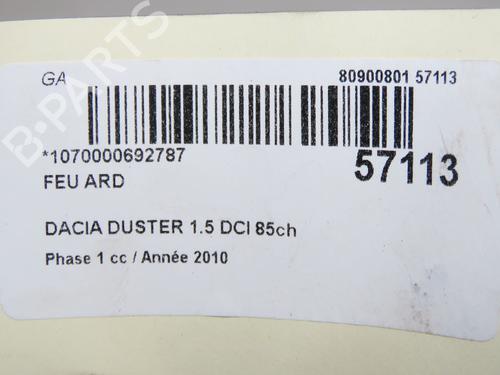 GA
80900801 57113
*1070000692787
57113
FEU ARD
DACIA DUSTER 1.5 DCI 85ch
Phase 1 cc / Année 2010
B-PARTS